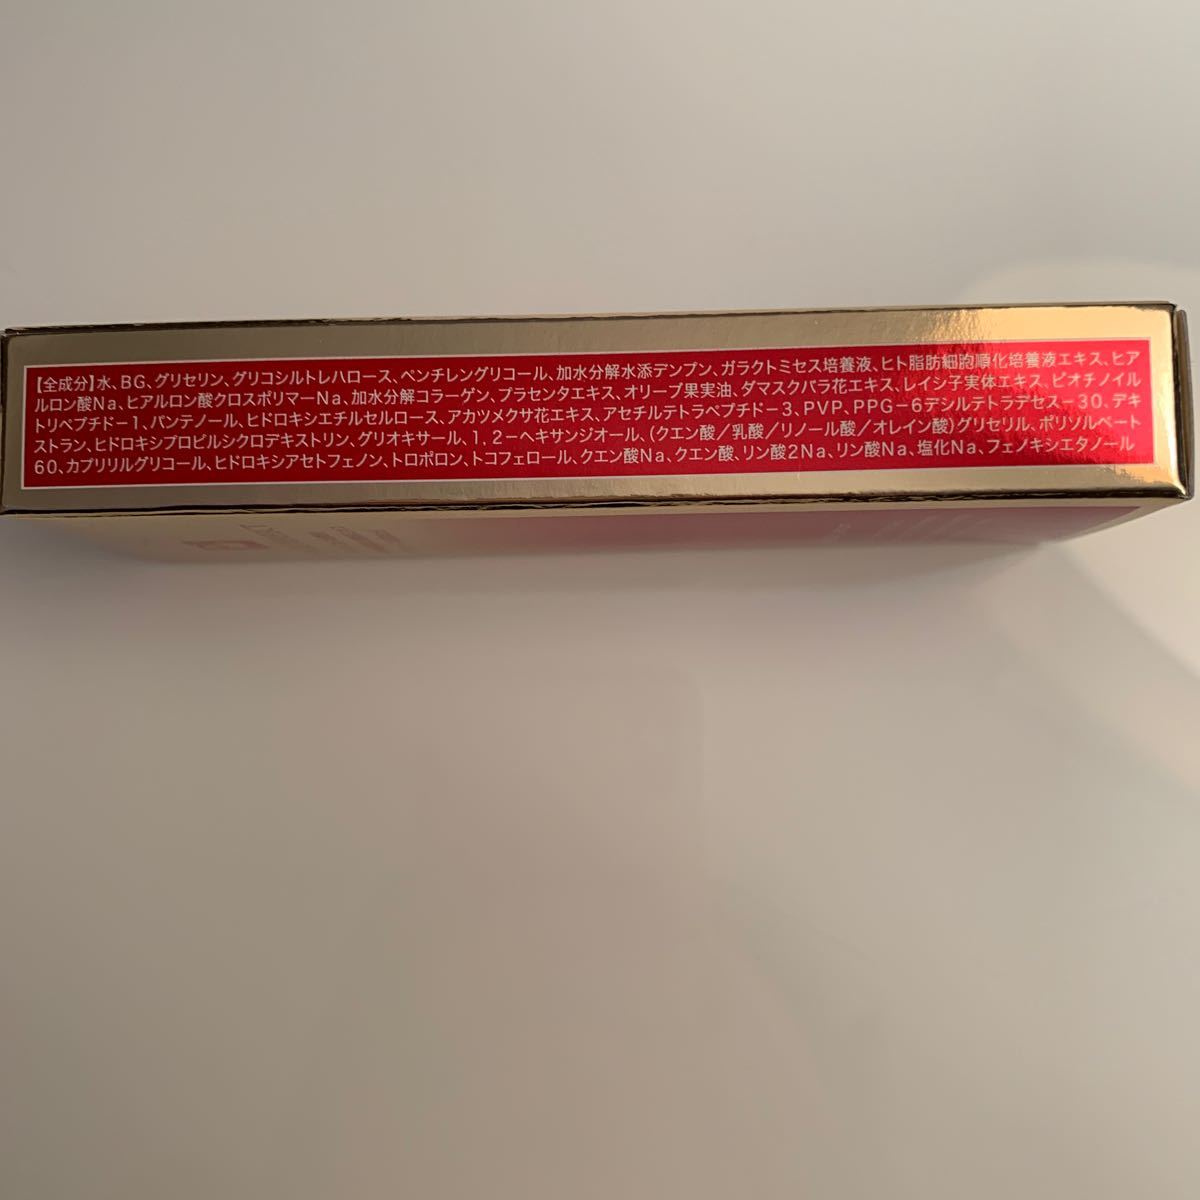 【全成分】水、BG、グリセリン、グリコシルトレハロース、ペンチレングリコール、加水分解水添デンプン、ガラクトミセス培養液、ヒト脂肪細胞順化培養液エキス、ヒア
ルロン酸Na、ヒアルロン酸クロスポリマーNa、加水分解コラーゲン、プラセンタエキス、オリーブ果実油、ダマスクバラ花エキス、レイシ子実体エキス、ビオチノイル
トリペプチド-1、パンテノール、ヒドロキシエチルセルロース、アカツメクサ花エキス、アセチルテトラペプチド-3、PVP、PPG-6デシルテトラデセス-30、デキ
ストラン、ヒドロキシプロピルシクロデキストリン、グリオキサール、1,2-ヘキサンジオール、(クエン酸/乳酸/リノール酸/オレイン酸)グリセリル、ポリソルベート
60、カプリリルグリコール、ヒドロキシアセトフェノン、トロポロン、トコフェロール、クエン酸Na、クエン酸、リン酸2Na、リン酸Na、塩化Na、フェノキシエタノール